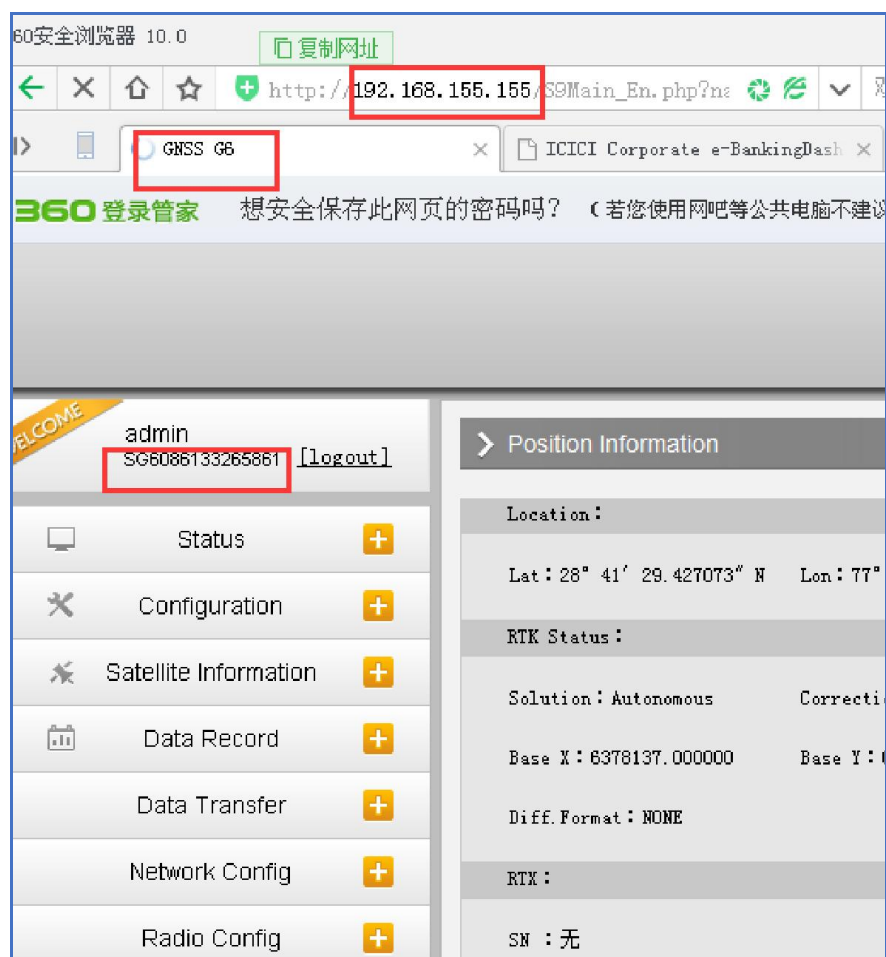 60安全浏览器 10.0
复制网址
http://192.168.155.155/S9Main_En.php?na
GNSS G6
ICICI Corporate e-BankingDash
360 登录管家 想安全保存此网页的密码吗? (若您使用网吧等公共电脑不建议
WELCOME
admin
SG6086133265861 [logout]
Position Information
Location:
Status
Lat:28° 41′ 29.427073″ N Lon:77°
Configuration
RTK Status:
Satellite Information
Solution:Autonomous Correcti
Data Record
Base X:6378137.000000 Base Y:
Data Transfer
Diff.Format:NONE
Network Config
RTX:
Radio Config
SN :无